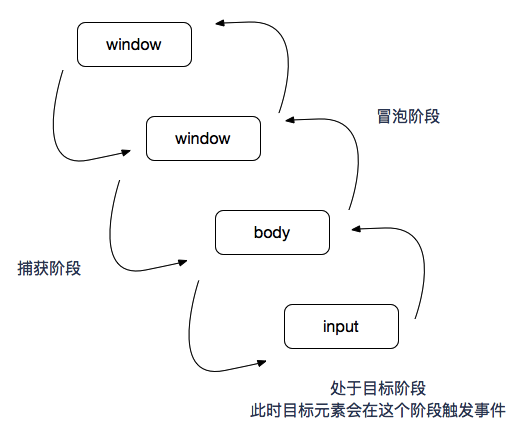 window
冒泡阶段
window
body
捕获阶段
input
处于目标阶段
此时目标元素会在这个阶段触发事件